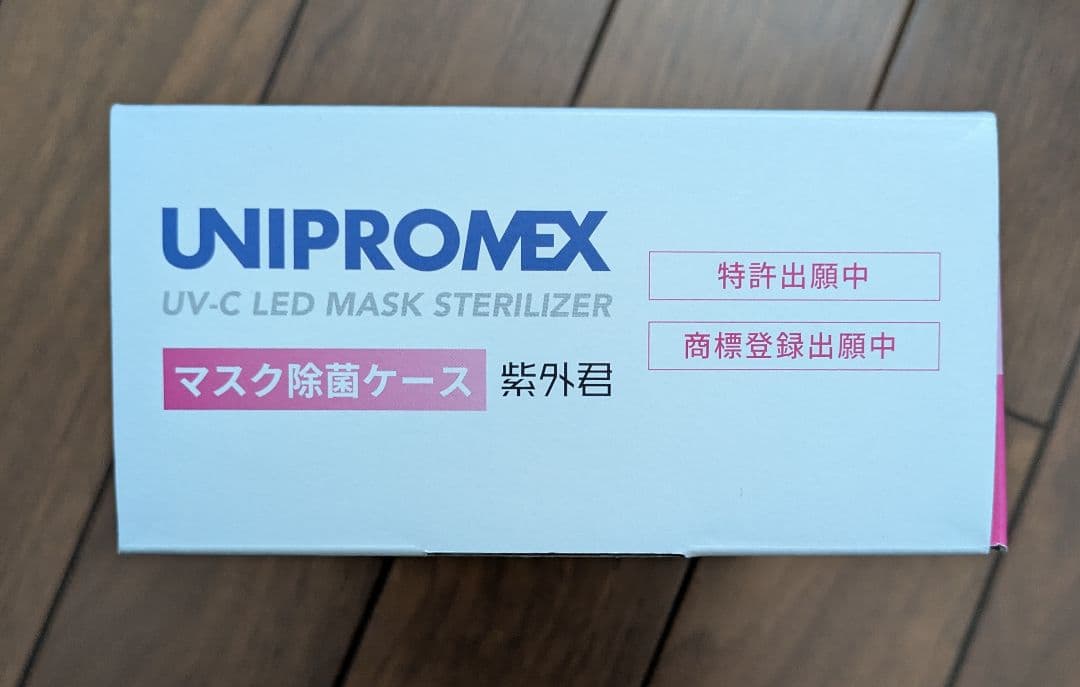 UNIPROMEX
UV-C LED MASK STERILIZER
マスク除菌ケース 紫外君
特許出願中
商標登録出願中